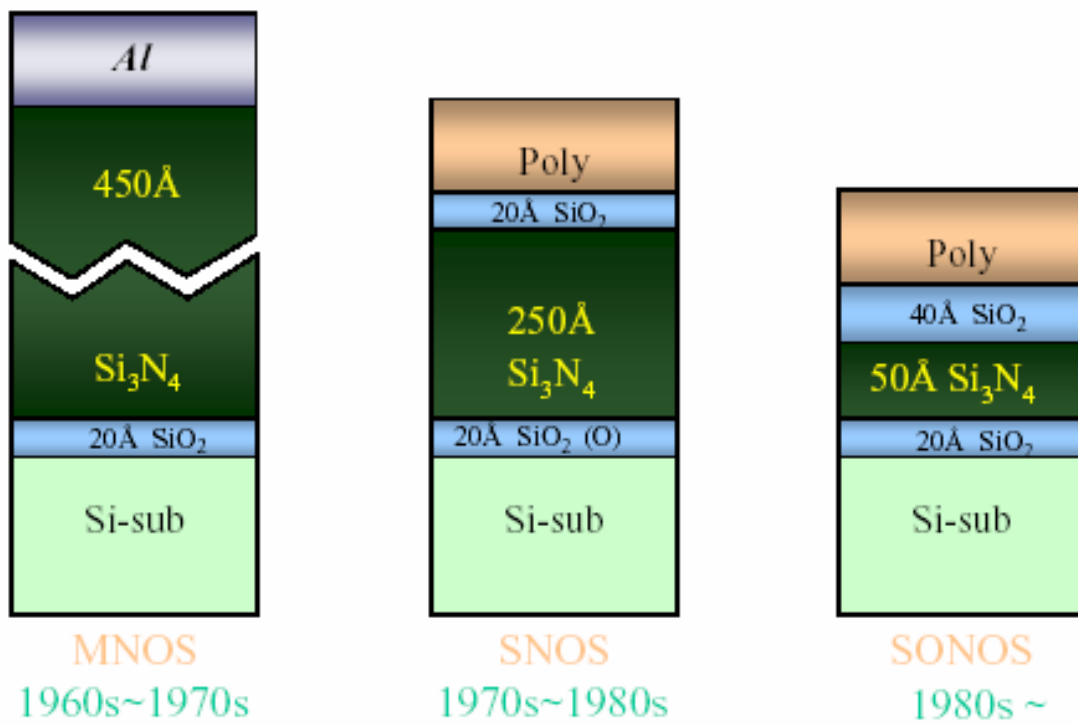 Al
450Å
Si₃N₄
20Å SiO₂
Si-sub
MNOS
1960s~1970s
Poly
20Å SiO₂
250Å
Si₃N₄
20Å SiO₂ (O)
Si-sub
SNOS
1970s~1980s
Poly
40Å SiO₂
50Å Si₃N₄
20Å SiO₂
Si-sub
SONOS
1980s ~